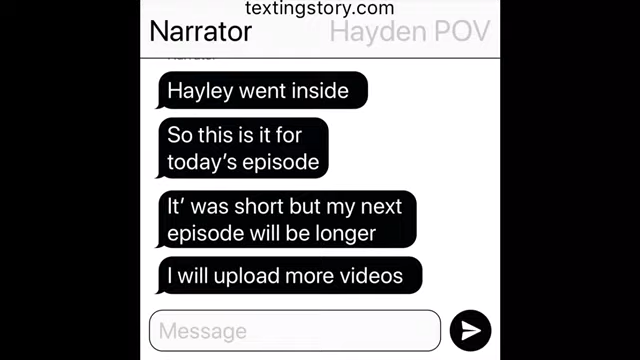 textingstory.com
Narrator Hayden POV
Hayley went inside
So this is it for
today's episode
It' was short but my next
episode will be longer
I will upload more videos
Message